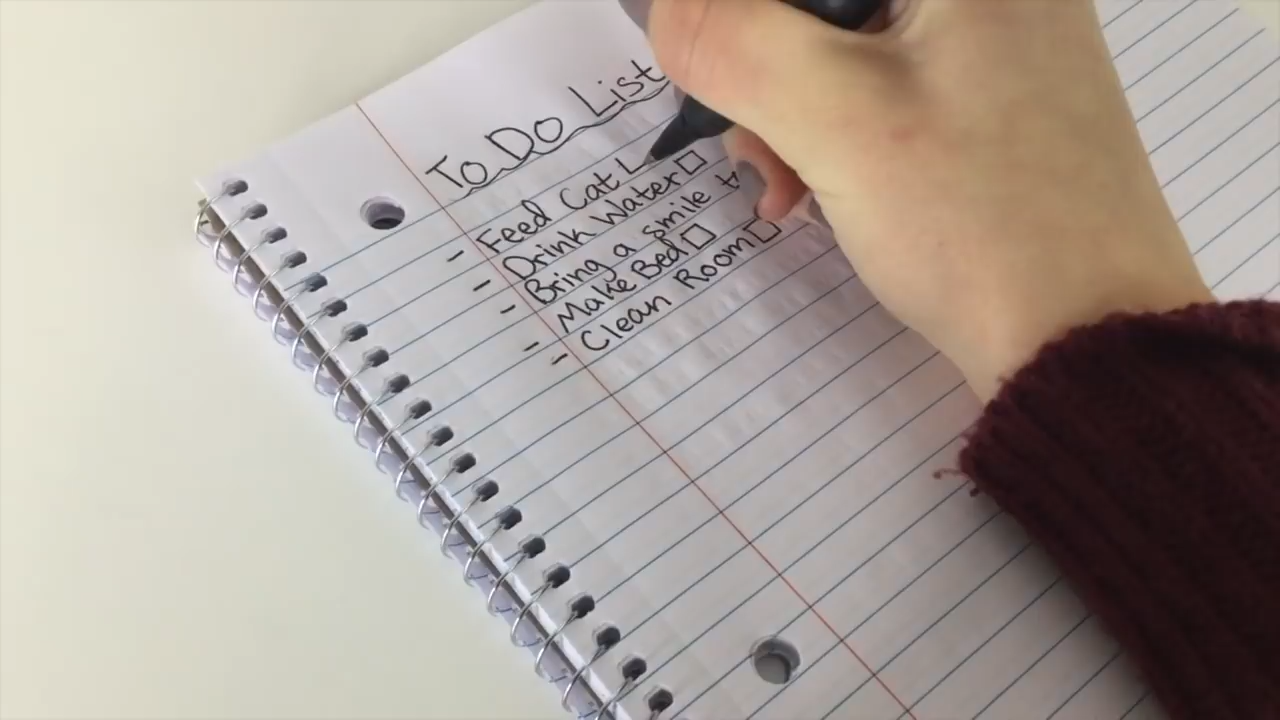 To Do List
- Feed Cat
- Drink Water
- Bring a smile
- Make Bed
- Clean Room